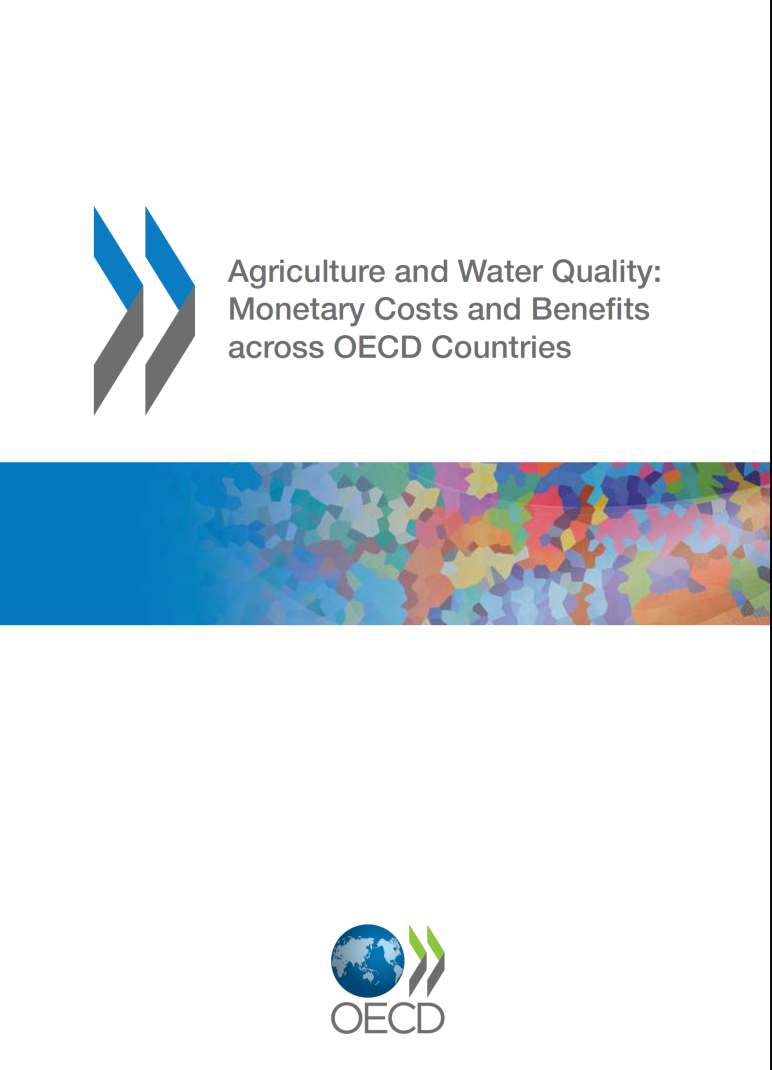 Agriculture and Water Quality:
Monetary Costs and Benefits
across OECD Countries
OECD